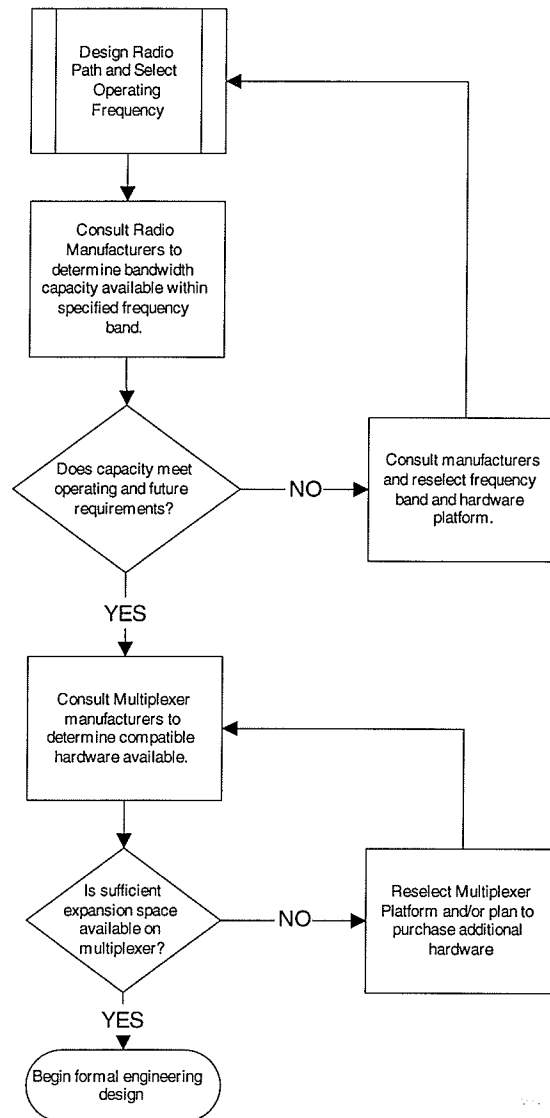 Design Radio
Path and Select
Operating
Frequency
Consult Radio
Manufacturers to
determine bandwidth
capacity available within
specified frequency
band.
Does capacity meet
operating and future
requirements?
NO
Consult manufacturers
and reselect frequency
band and hardware
platform.
YES
Consult Multiplexer
manufacturers to
determine compatible
hardware available.
Is sufficient
expansion space
available on
multiplexer?
NO
Reselect Multiplexer
Platform and/or plan to
purchase additional
hardware
YES
Begin formal engineering
design